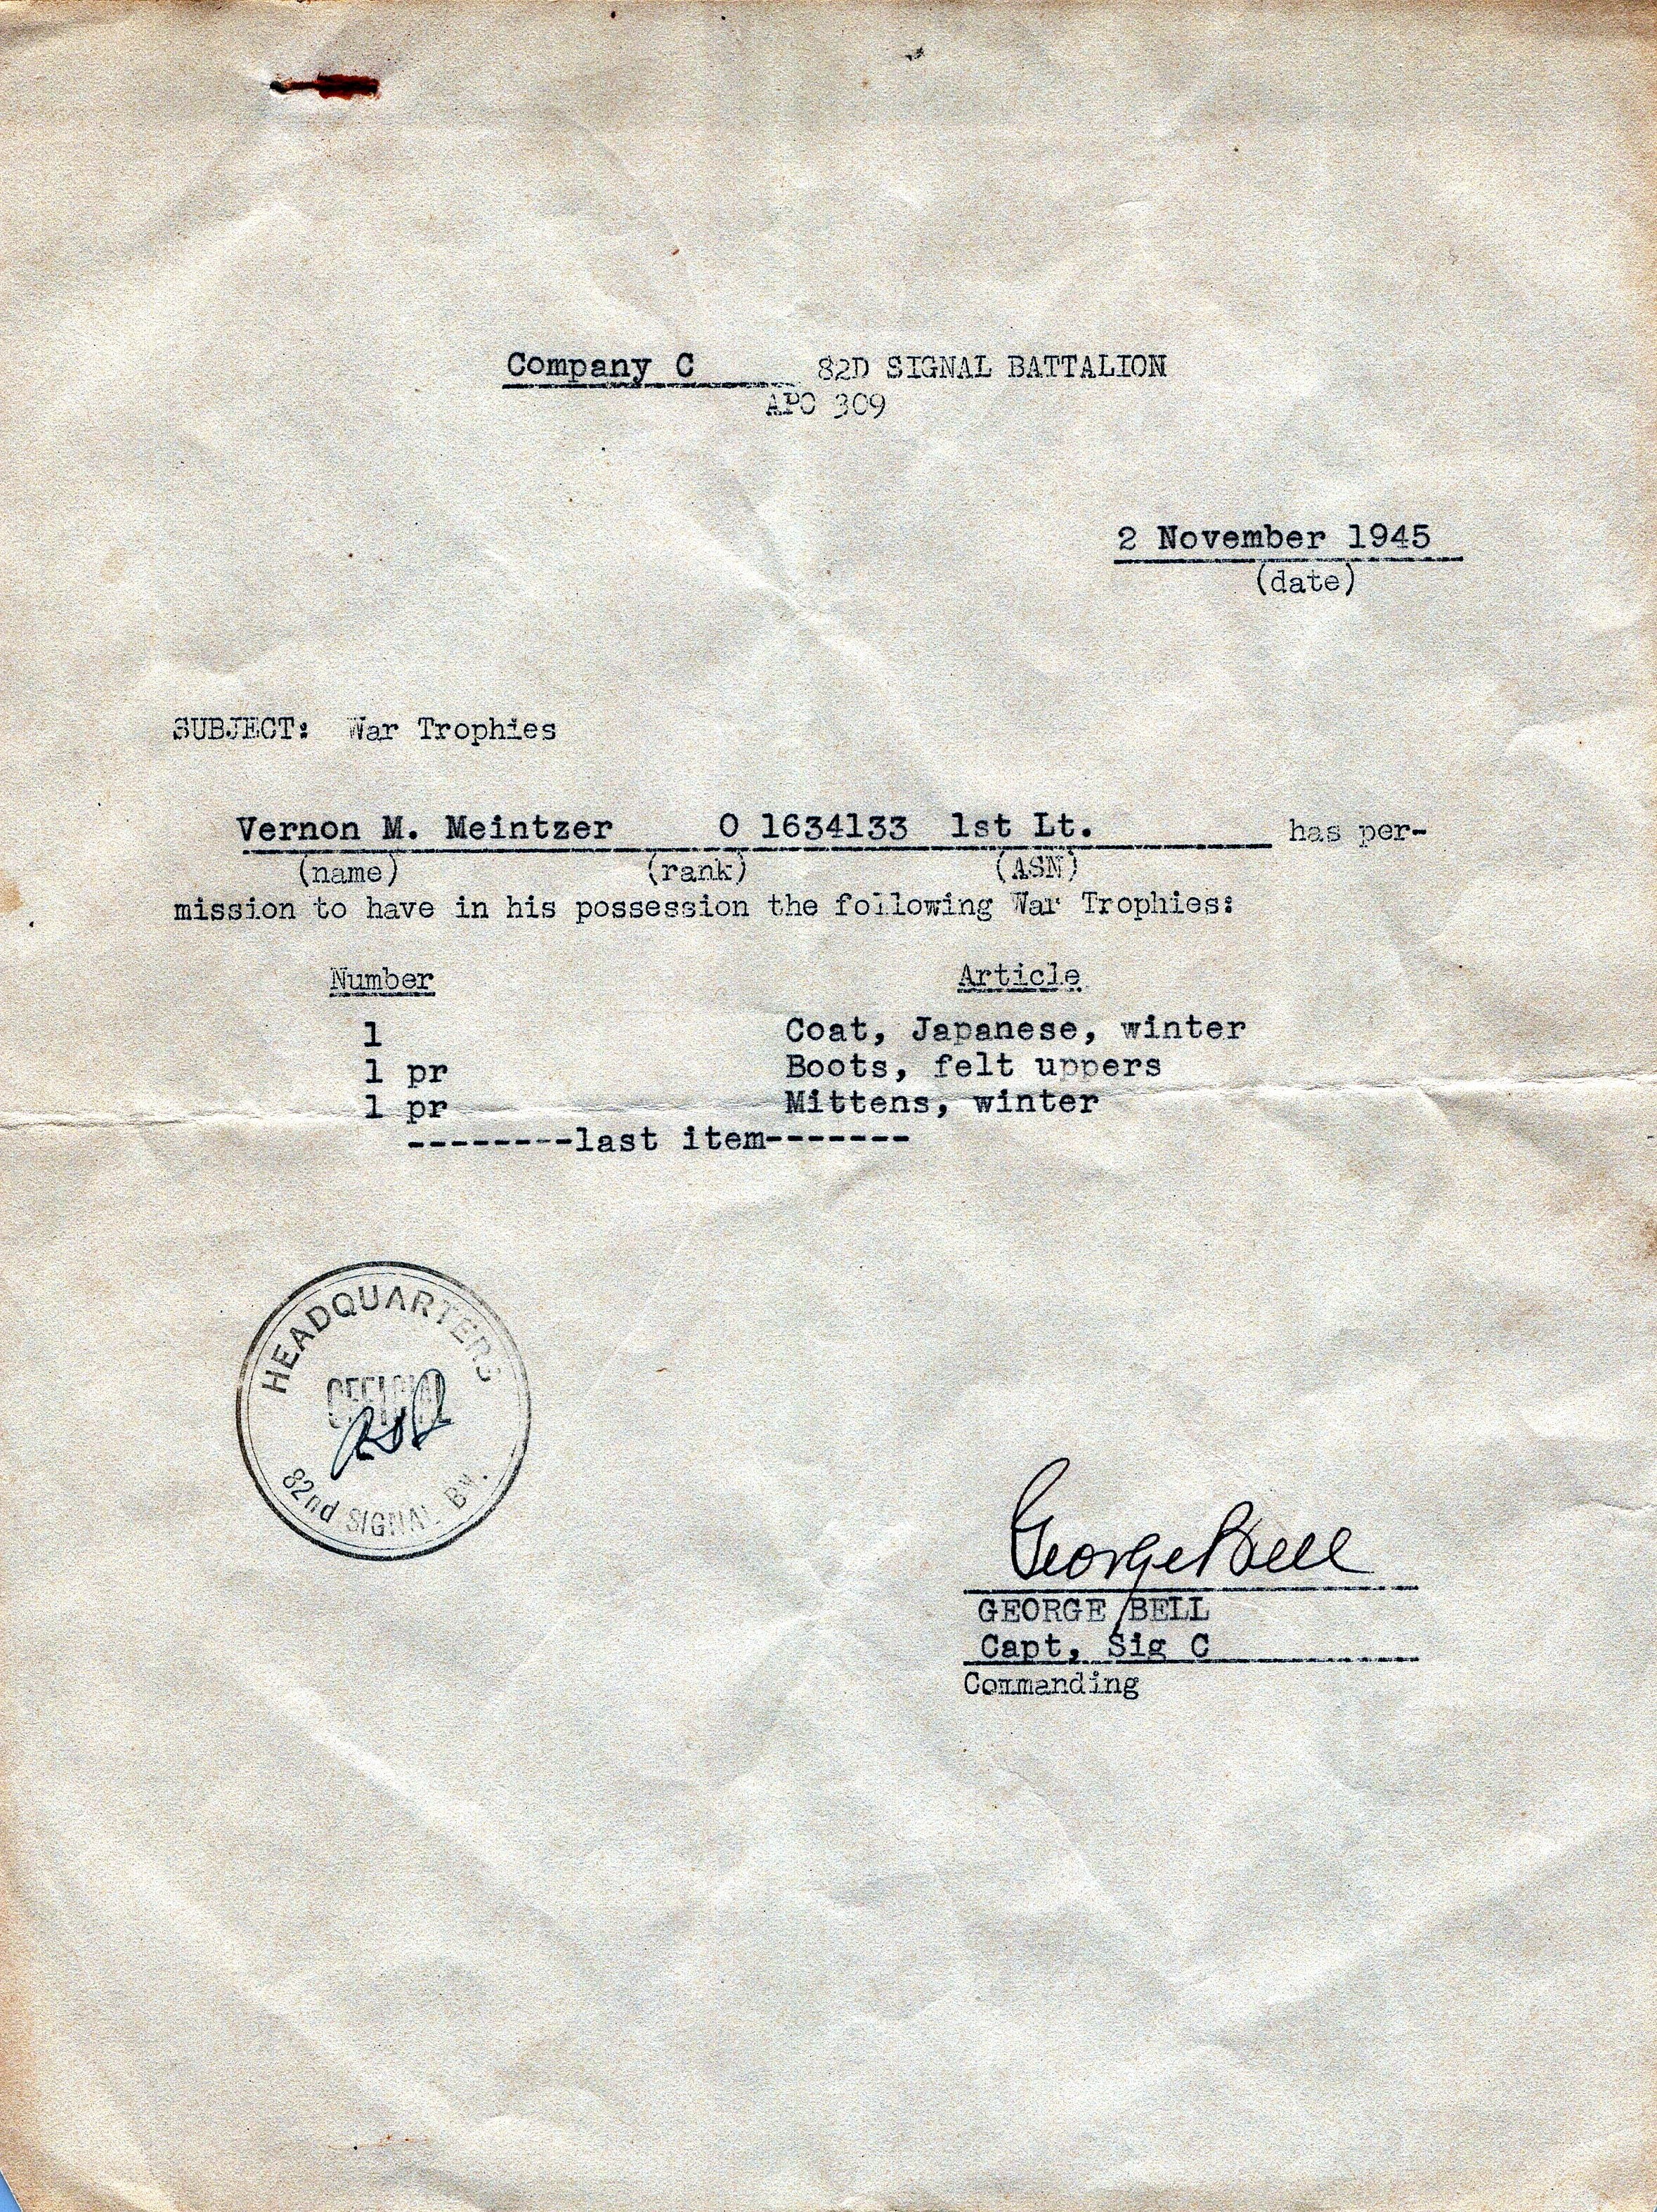 Company C 82D SIGNAL BATTALION
APO 309
2 November 1945
(date)
SUBJECT: War Trophies
Vernon M. Meintzer O 1634133 1st Lt. has per-
(name) (rank) (ASN)
mission to have in his possession the following War Trophies:
Number Article
1 Coat, Japanese, winter
1 pr Boots, felt uppers
1 pr Mittens, winter
--------last item-------
HEADQUARTERS
OFFICIAL
82nd SIGNAL BN.
George Bell
GEORGE BELL
Capt, Sig C
Commanding